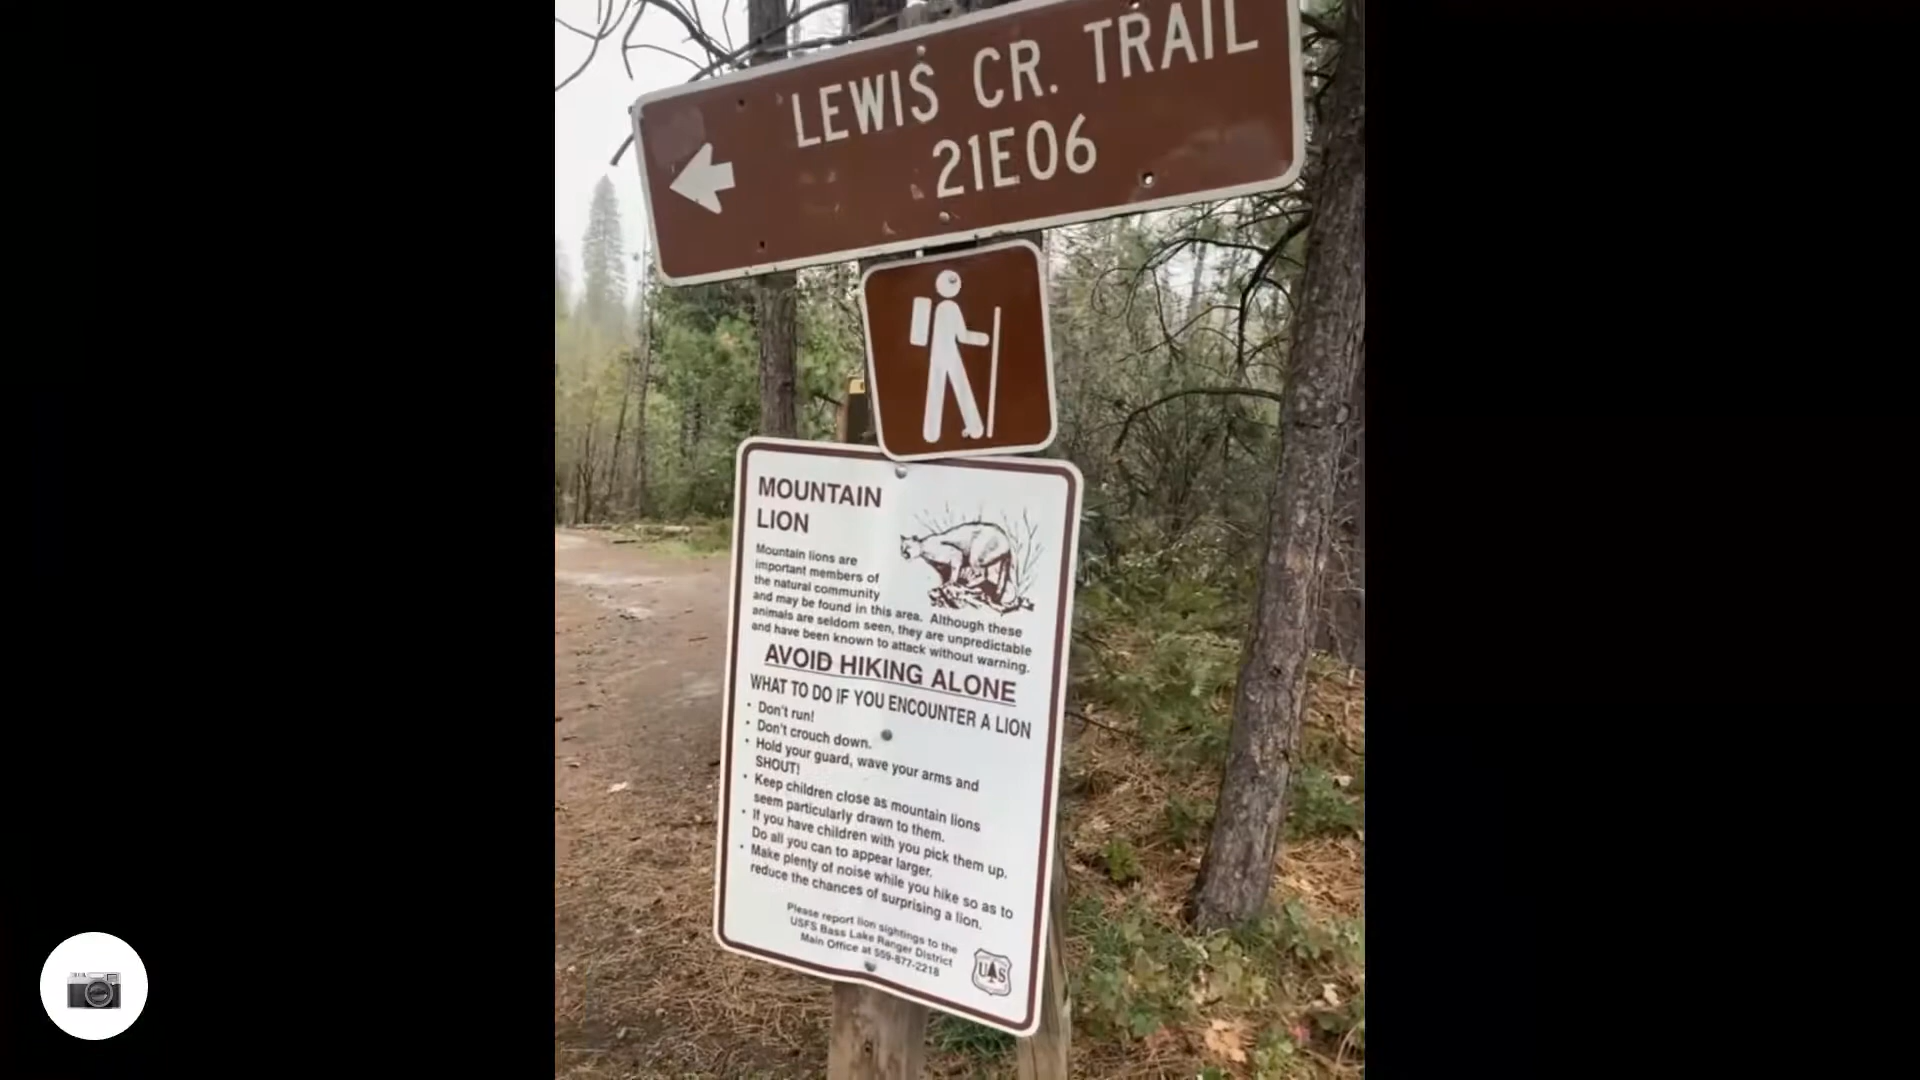 LEWIS CR. TRAIL
21E06
MOUNTAIN
LION
Mountain lions are
important members of
the natural community
and may be found in this area. Although these
animals are seldom seen, they are unpredictable
and have been known to attack without warning.
AVOID HIKING ALONE
WHAT TO DO IF YOU ENCOUNTER A LION
• Don't run!
• Don't crouch down.
• Hold your guard, wave your arms and
SHOUT!
• Keep children close as mountain lions
seem particularly drawn to them.
• If you have children with you pick them up.
Do all you can to appear larger.
• Make plenty of noise while you hike so as to
reduce the chances of surprising a lion.
Please report lion sightings to the
USFS Bass Lake Ranger District
Main Office at 559-877-2218
US